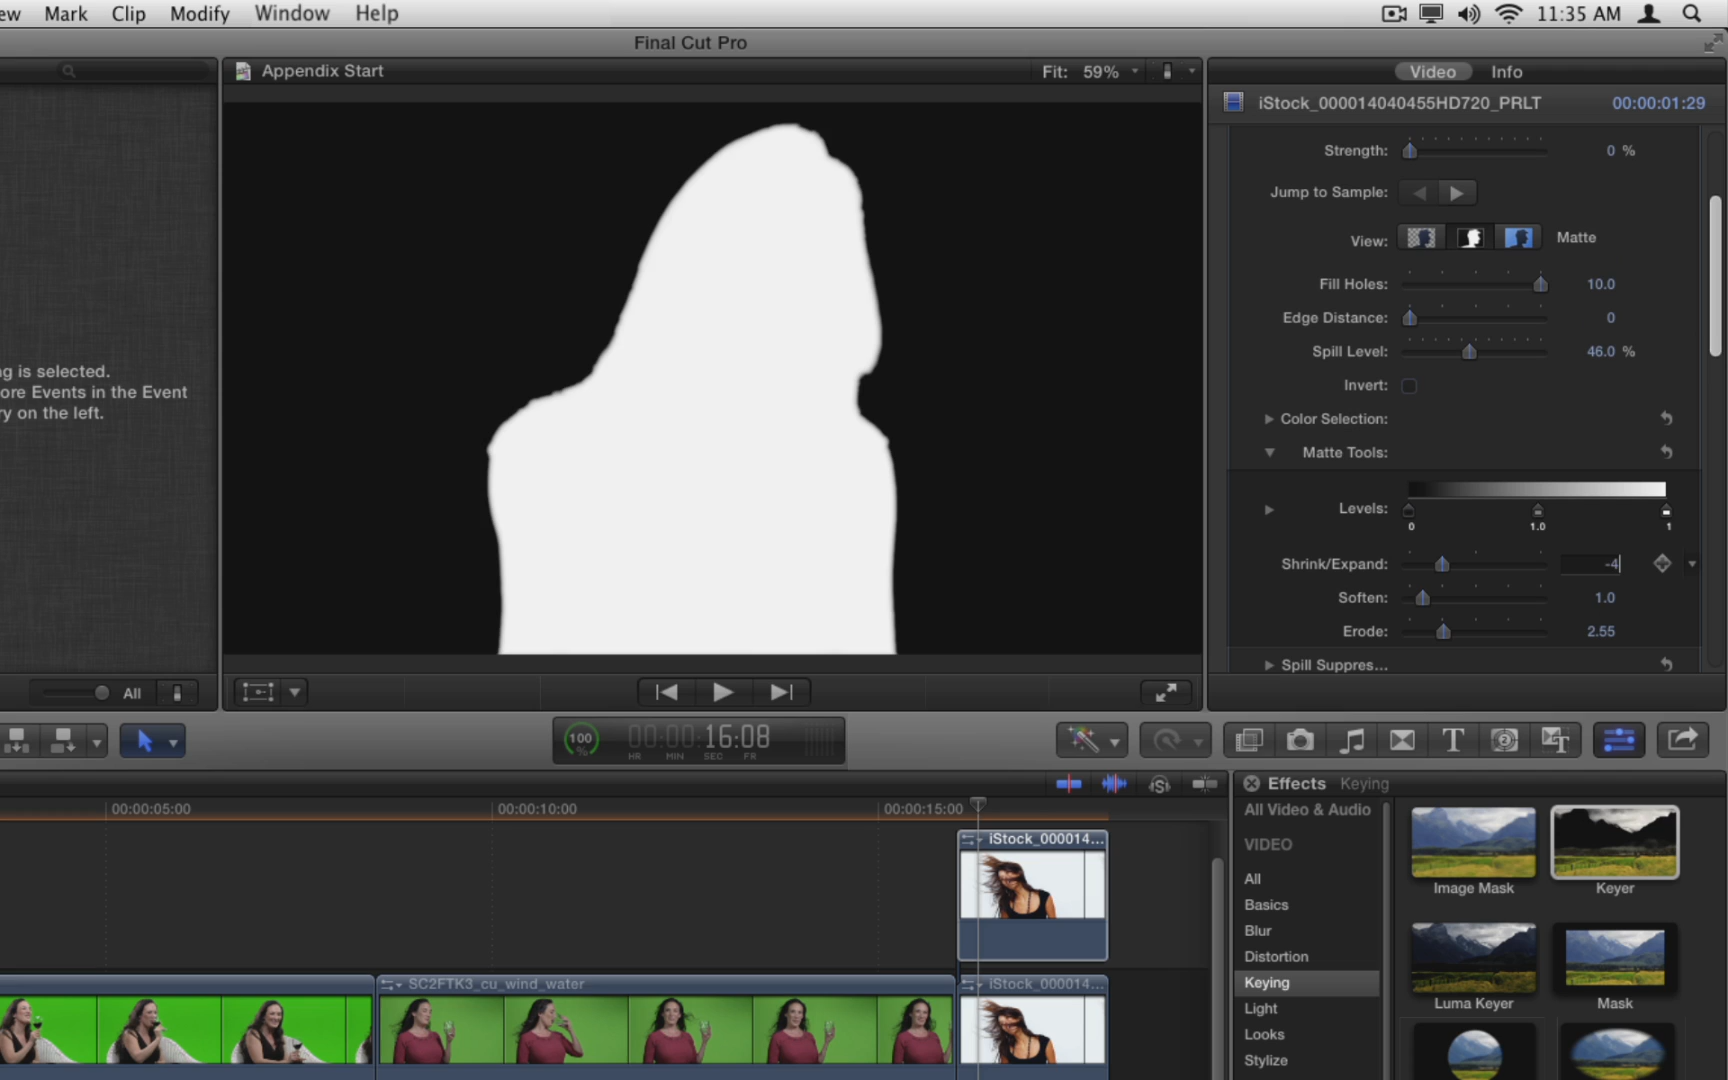 ew Mark Clip Modify Window Help
11:35 AM
Final Cut Pro
Appendix Start
Fit: 59%
Video Info
iStock_000014040455HD720_PRLT 00:00:01:29
Strength: 0 %
Jump to Sample:
View: Matte
Fill Holes: 10.0
Edge Distance: 0
Spill Level: 46.0 %
Invert:
Color Selection:
Matte Tools:
Levels:
0 1.0 1
Shrink/Expand: -4
Soften: 1.0
Erode: 2.55
Spill Suppres...
g is selected.
ore Events in the Event
ry on the left.
All
100
%
00:00:16:08
HR MIN SEC FR
Effects Keying
00:00:05:00 00:00:10:00 00:00:15:00
iStock_000014...
SC2FTK3_cu_wind_water
iStock_000014...
All Video & Audio
VIDEO
All
Basics
Blur
Distortion
Keying
Light
Looks
Stylize
Image Mask
Keyer
Luma Keyer
Mask